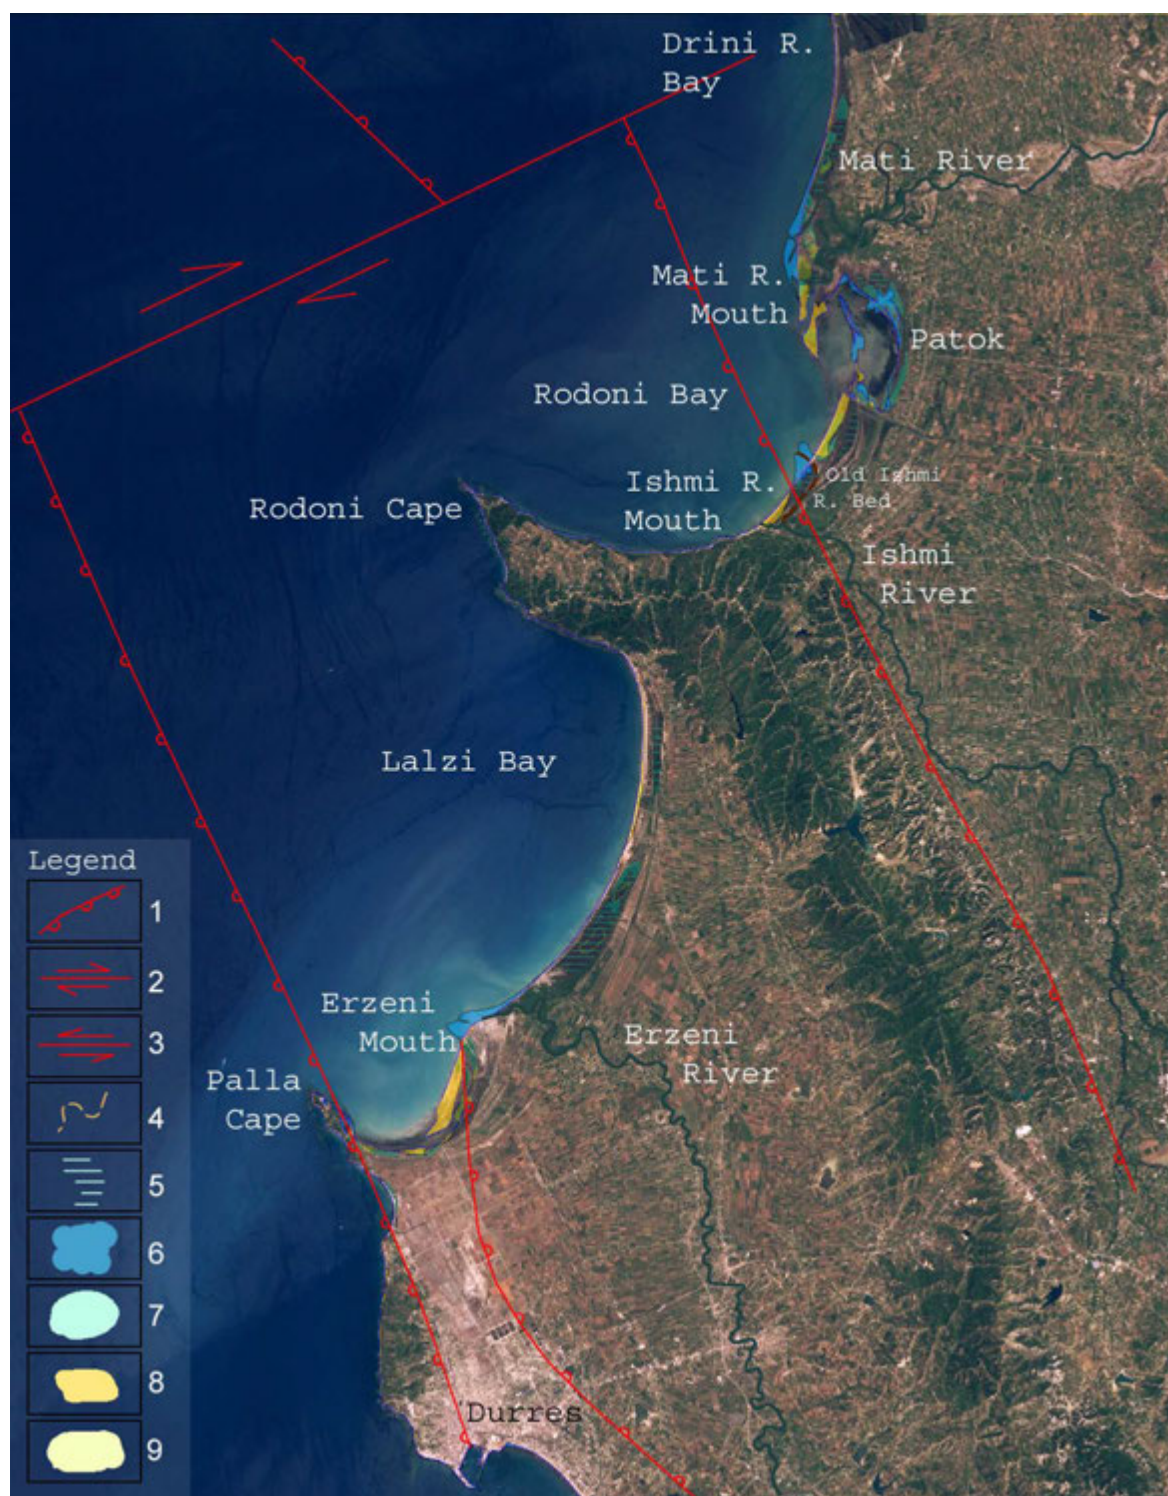 Drini R.
Bay
Mati River
Mati R.
Mouth
Patok
Rodoni Bay
Old Ishmi
R. Bed
Ishmi R.
Mouth
Rodoni Cape
Ishmi
River
Lalzi Bay
Legend
1
2
3
4
5
6
7
8
9
Erzeni
Mouth
Erzeni
River
Palla
Cape
Durres